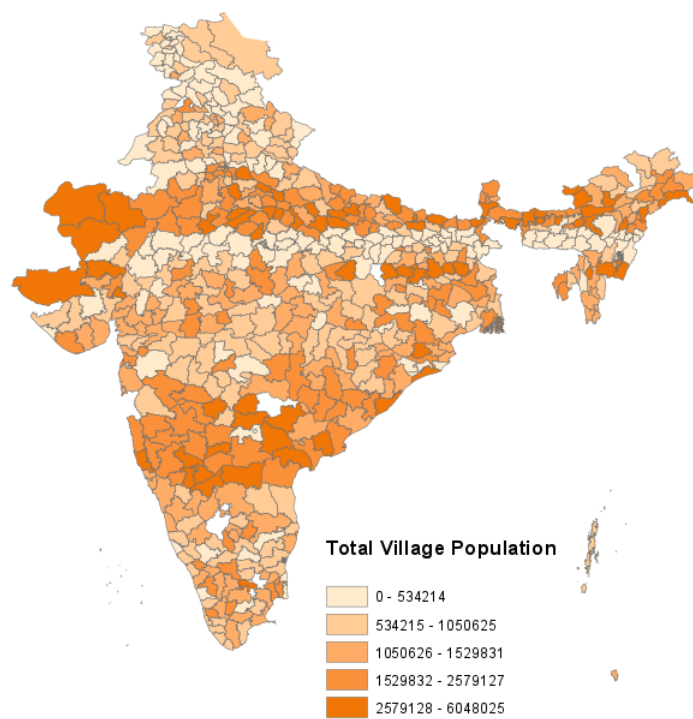 Total Village Population
0 - 534214
534215 - 1050625
1050626 - 1529831
1529832 - 2579127
2579128 - 6048025